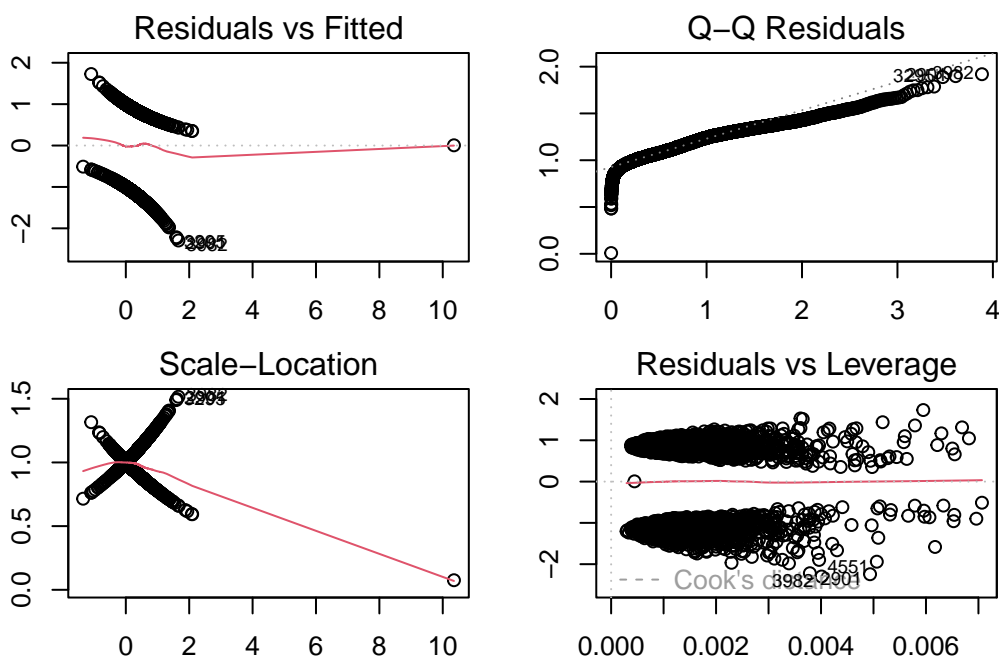 Residuals vs Fitted
2
1
0
−2
0 2 4 6 8 10
Q−Q Residuals
2.0
1.0
0.0
0 1 2 3 4
Scale−Location
1.5
1.0
0.5
0.0
0 2 4 6 8 10
Residuals vs Leverage
2
1
0
−2
4551
3982 2901
Cook's distance
0.000 0.002 0.004 0.006